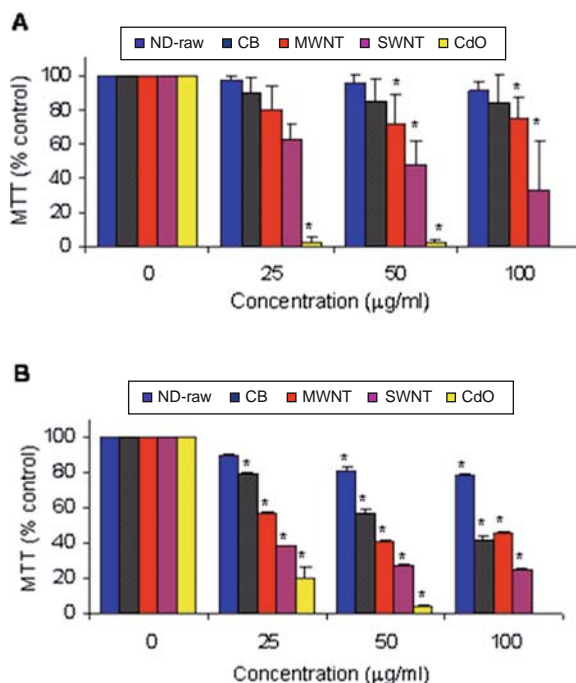 A
ND-raw CB MWNT SWNT CdO
MTT (% control)
100
80
60
40
20
0
* * * * * *
0 25 50 100
Concentration (µg/ml)
B
ND-raw CB MWNT SWNT CdO
MTT (% control)
100
80
60
40
20
0
* * * * * * * * * * * * *
0 25 50 100
Concentration (µg/ml)